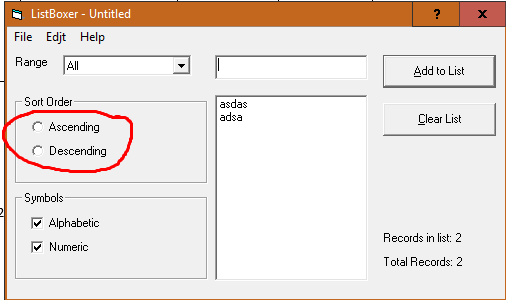 ListBoxer - Untitled
?
x
File Edjt Help
Range All
Add to List
Sort Order
Ascending
Descending
asdas
adsa
Clear List
Symbols
Alphabetic
Numeric
Records in list: 2
Total Records: 2
2